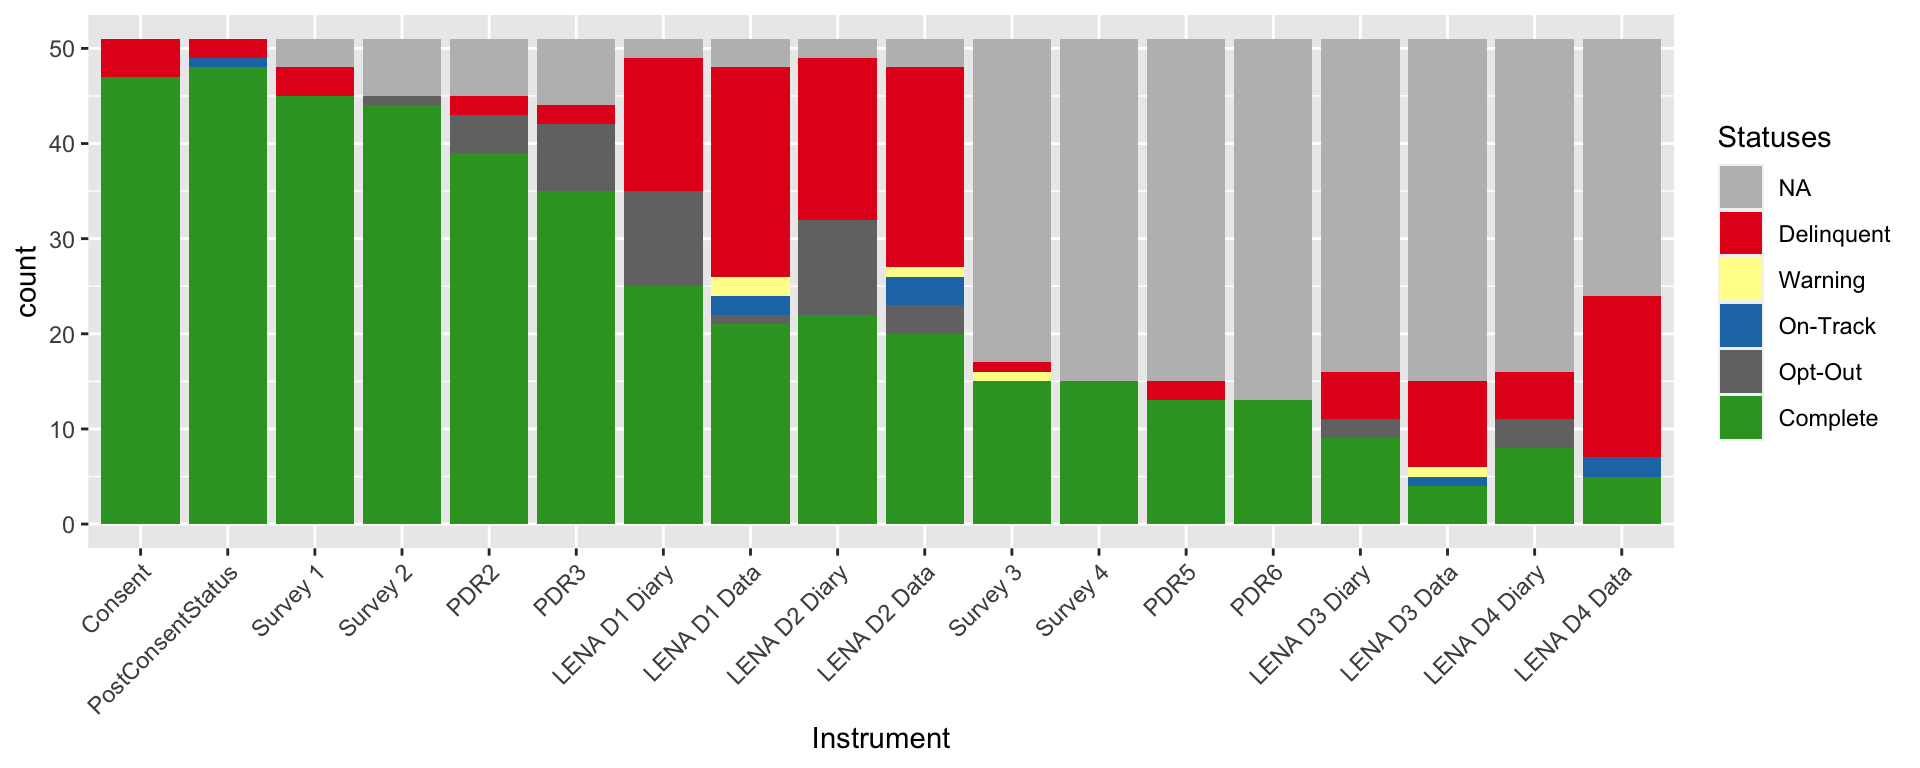 count
50
40
30
20
10
0
Consent
PostConsentStatus
Survey 1
Survey 2
PDR2
PDR3
LENA D1 Diary
LENA D1 Data
LENA D2 Diary
LENA D2 Data
Survey 3
Survey 4
PDR5
PDR6
LENA D3 Diary
LENA D3 Data
LENA D4 Diary
LENA D4 Data
Instrument
Statuses
NA
Delinquent
Warning
On-Track
Opt-Out
Complete